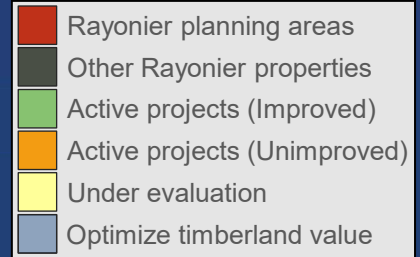 Rayonier planning areas
Other Rayonier properties
Active projects (Improved)
Active projects (Unimproved)
Under evaluation
Optimize timberland value